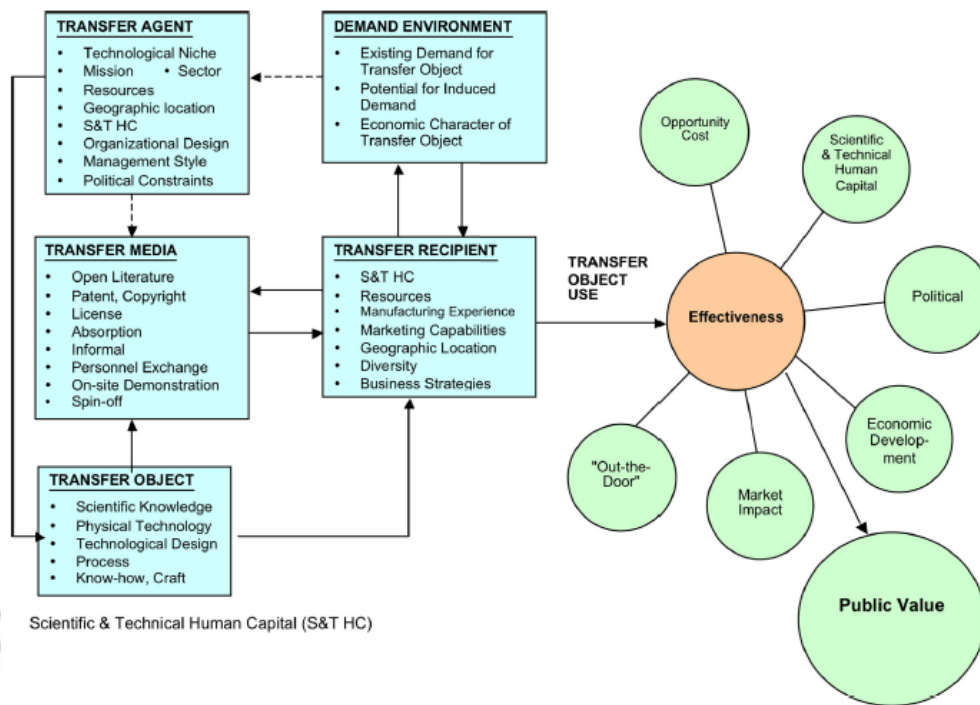 TRANSFER AGENT
• Technological Niche
• Mission • Sector
• Resources
• Geographic location
• S&T HC
• Organizational Design
• Management Style
• Political Constraints
DEMAND ENVIRONMENT
• Existing Demand for
Transfer Object
• Potential for Induced
Demand
• Economic Character of
Transfer Object
TRANSFER MEDIA
• Open Literature
• Patent, Copyright
• License
• Absorption
• Informal
• Personnel Exchange
• On-site Demonstration
• Spin-off
TRANSFER RECIPIENT
• S&T HC
• Resources
• Manufacturing Experience
• Marketing Capabilities
• Geographic Location
• Diversity
• Business Strategies
TRANSFER OBJECT
• Scientific Knowledge
• Physical Technology
• Technological Design
• Process
• Know-how, Craft
Scientific & Technical Human Capital (S&T HC)
TRANSFER
OBJECT
USE
Effectiveness
Opportunity
Cost
Scientific
& Technical
Human
Capital
Political
Economic
Develop-
ment
Market
Impact
"Out-the-
Door"
Public Value